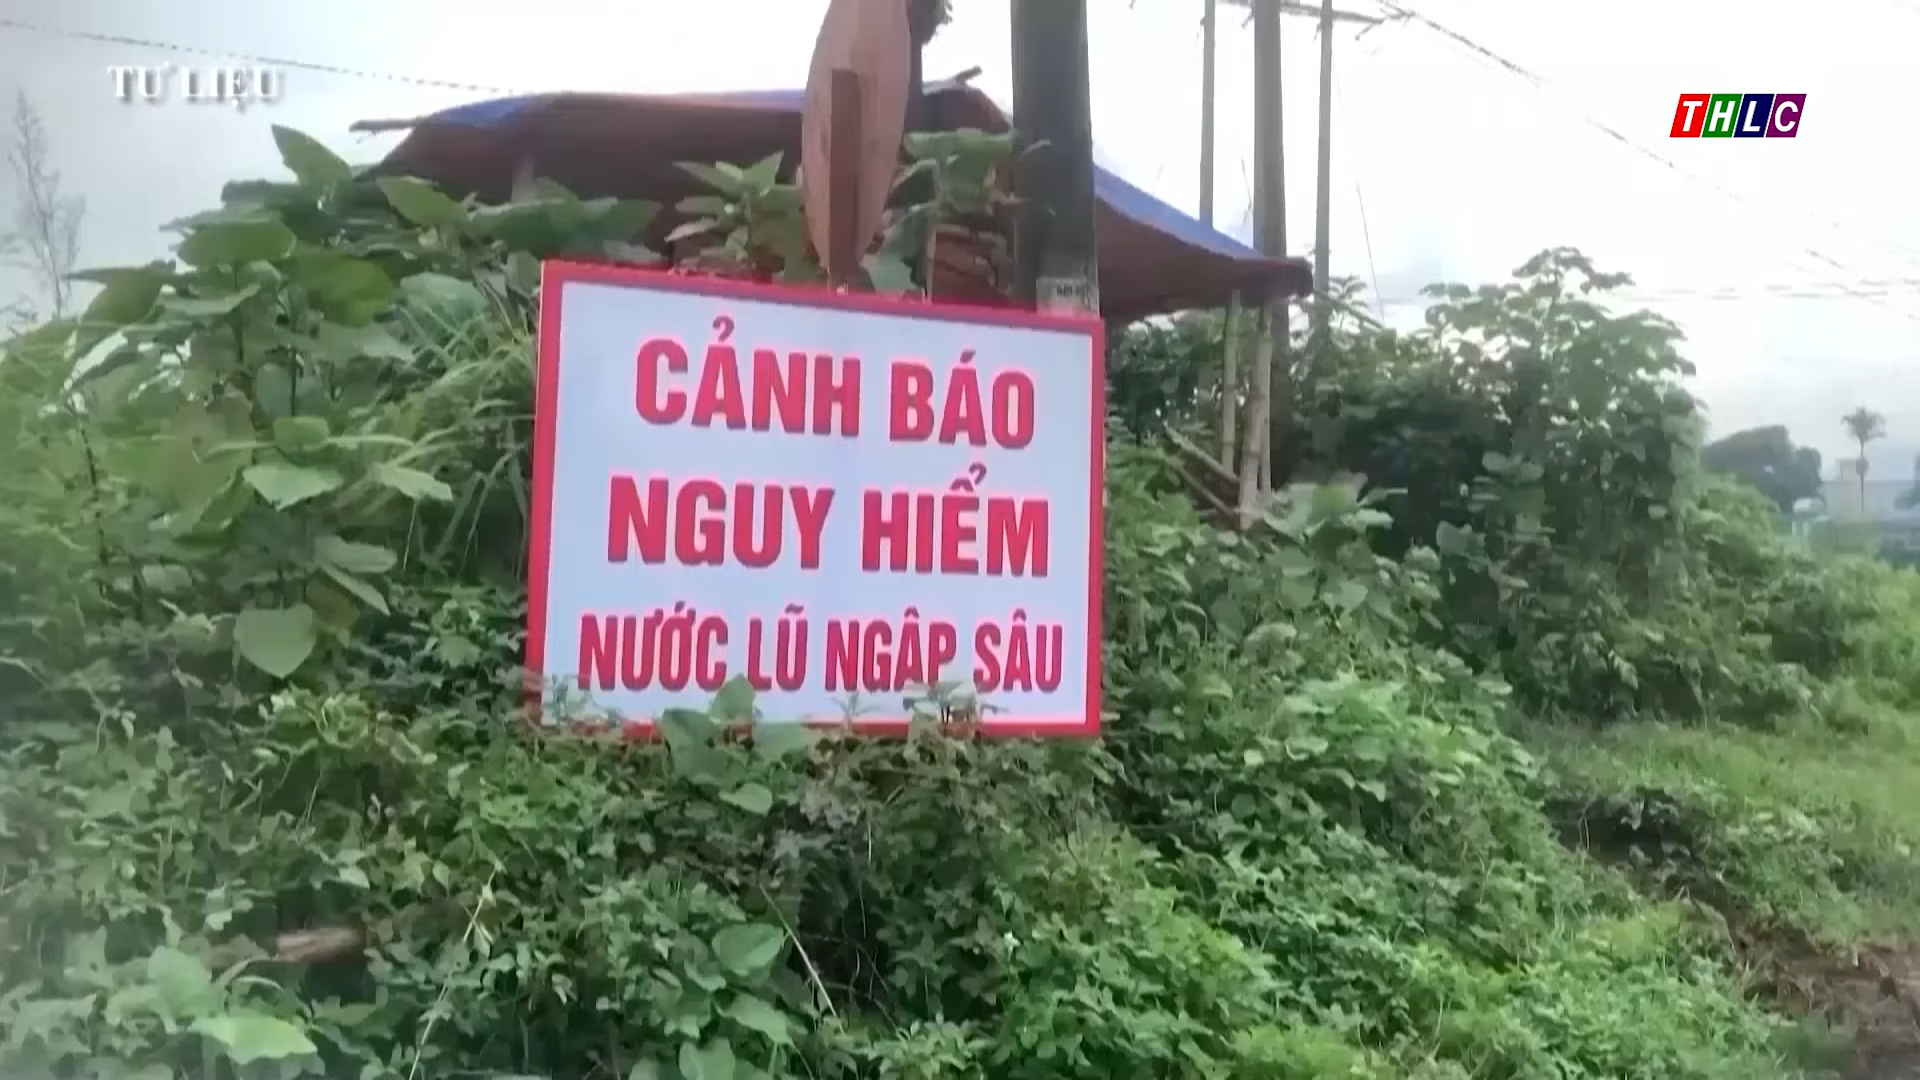 TƯ LIỆU
THLC
CẢNH BÁO
NGUY HIỂM
NƯỚC LŨ NGẬP SÂU